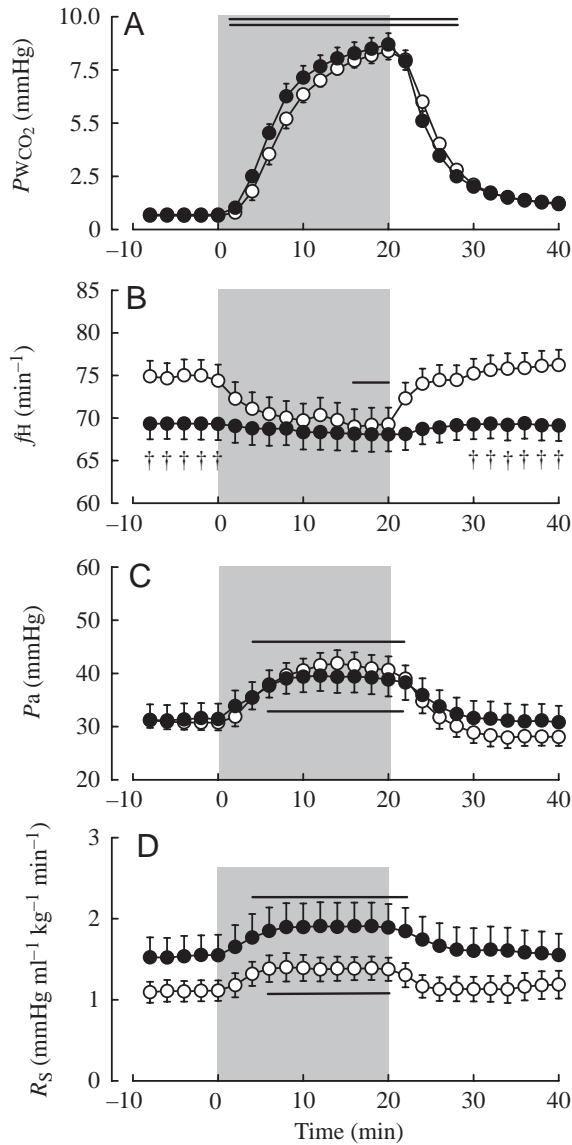 A
PWCO2 (mmHg)
10.0
7.5
5.5
2.5
0
–10 0 10 20 30 40
B
fH (min–1)
85
80
75
70
65
60
† † † † † † † † † † †
–10 0 10 20 30 40
C
Pa (mmHg)
60
50
40
30
20
–10 0 10 20 30 40
D
RS (mmHg ml–1 kg–1 min–1)
3
2
1
0
–10 0 10 20 30 40
Time (min)